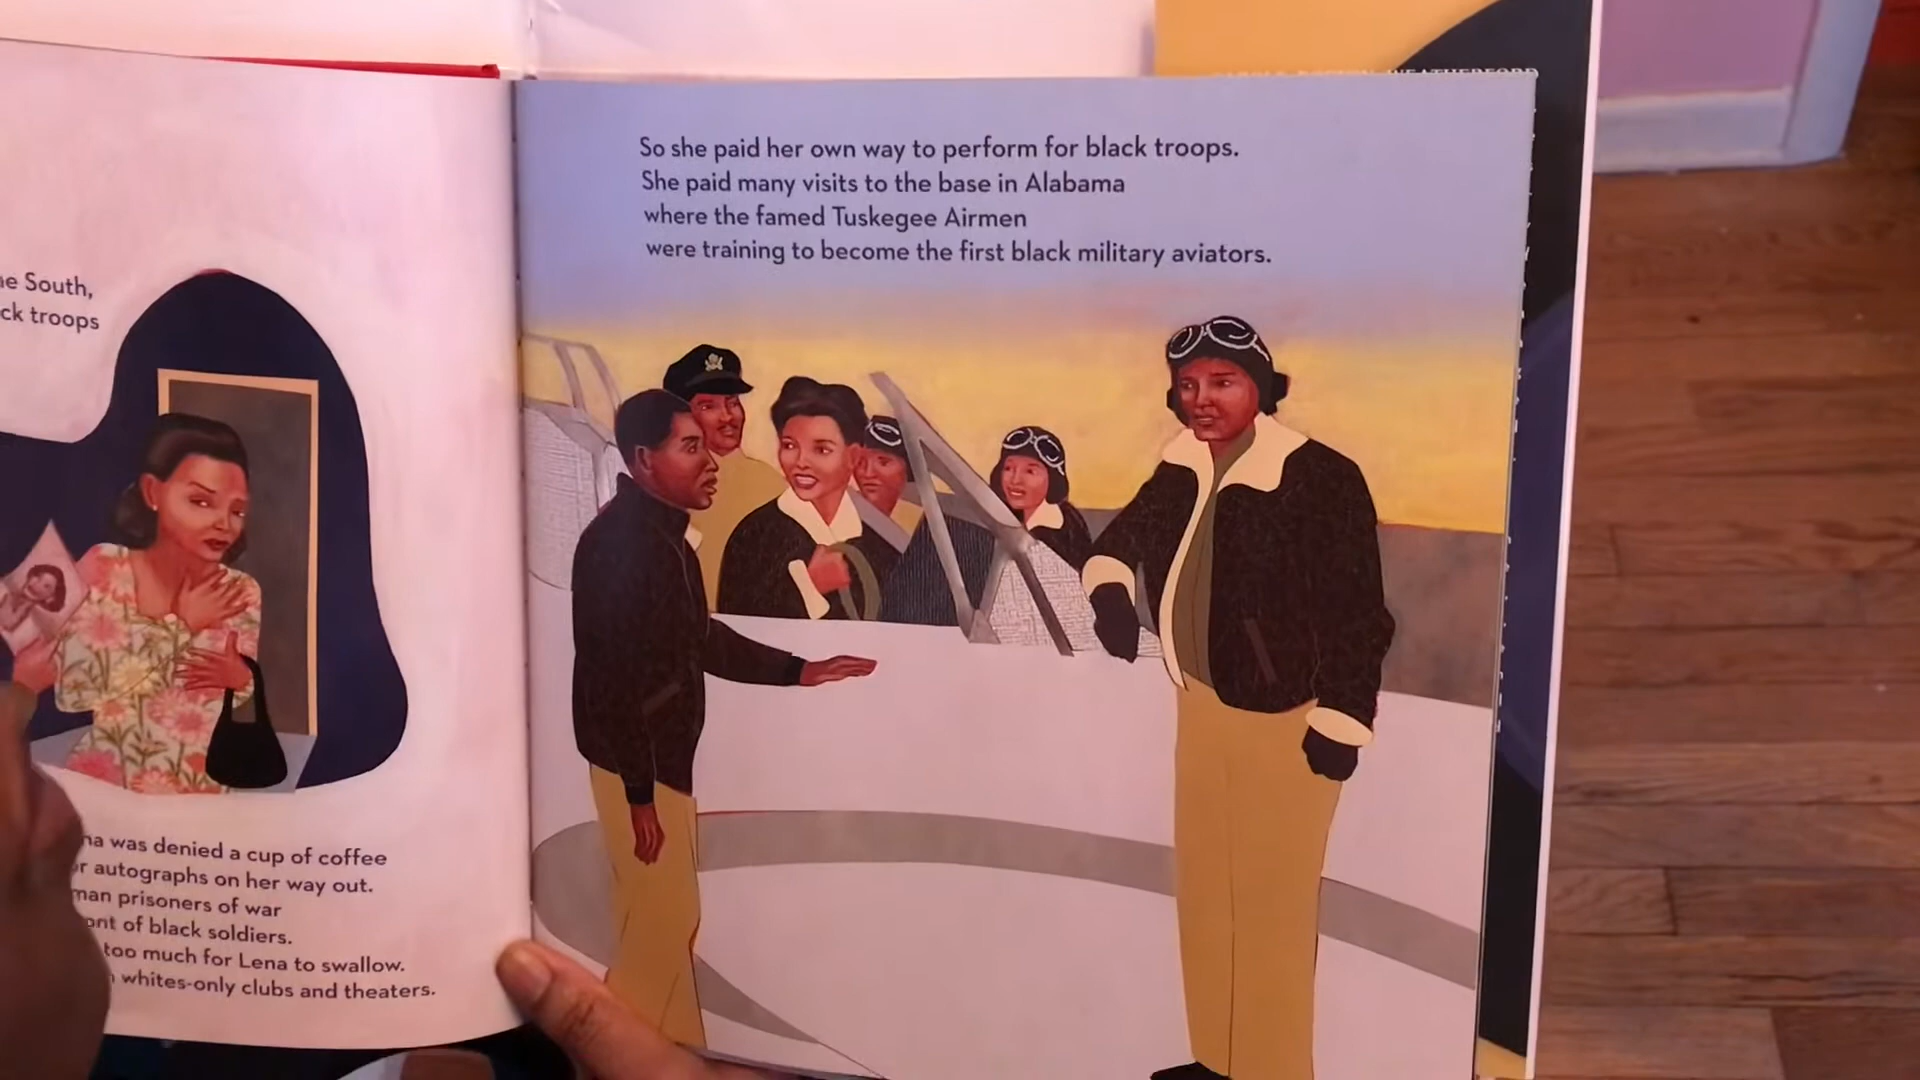 South,
troops
was denied a cup of coffee
autographs on her way out.
prisoners of war
of black soldiers.
too much for Lena to swallow.
whites-only clubs and theaters.
WEATHERFORD
So she paid her own way to perform for black troops.
She paid many visits to the base in Alabama
where the famed Tuskegee Airmen
were training to become the first black military aviators.